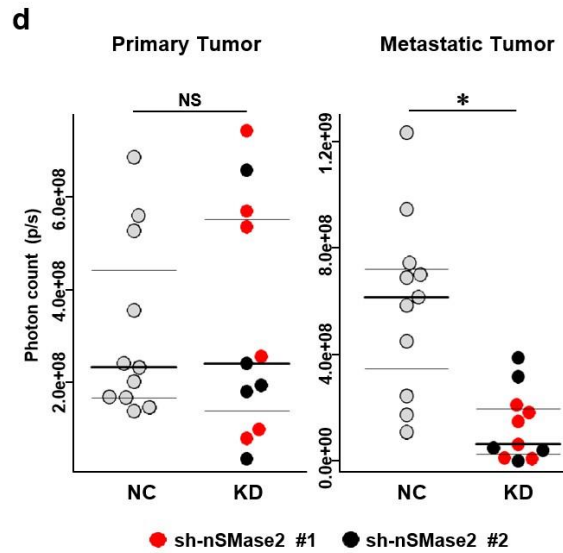 d
Primary Tumor
Metastatic Tumor
NS
*
Photon count (p/s)
6.0e+08
4.0e+08
2.0e+08
1.2e+09
8.0e+08
4.0e+08
0.0e+00
NC
KD
NC
KD
sh-nSMase2 #1
sh-nSMase2 #2